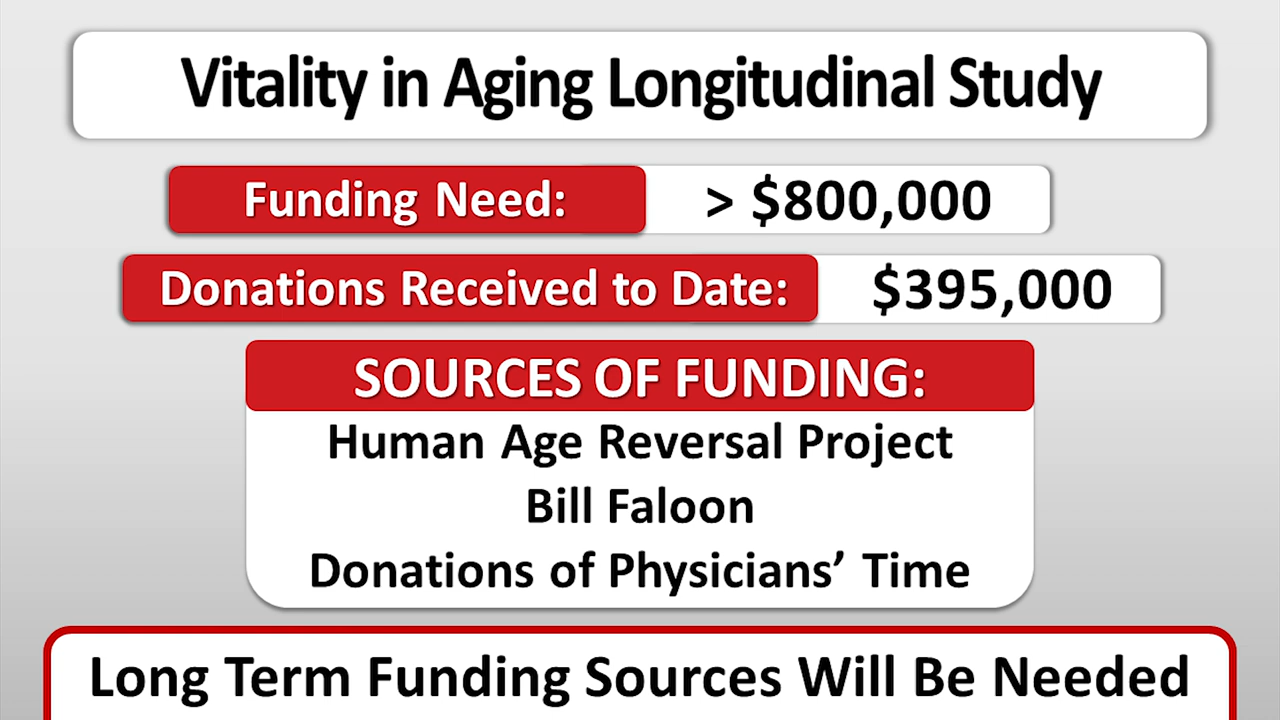 Vitality in Aging Longitudinal Study
Funding Need: > $800,000
Donations Received to Date: $395,000
SOURCES OF FUNDING:
Human Age Reversal Project
Bill Faloon
Donations of Physicians’ Time
Long Term Funding Sources Will Be Needed